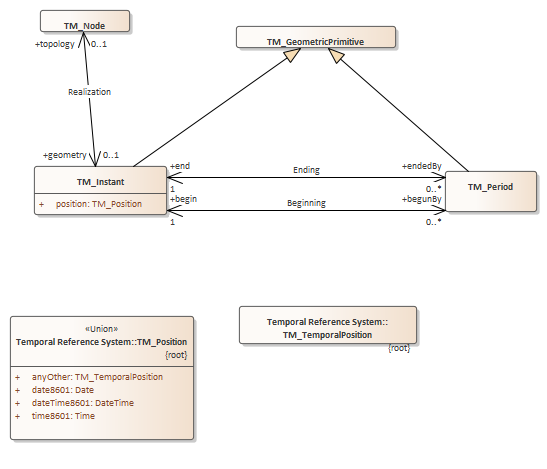 TM_Node
TM_GeometricPrimitive
+topology 0..1
Realization
+geometry 0..1
TM_Instant
+ position: TM_Position
+end
Ending
+endedBy
1
0..*
+begin
Beginning
+begunBy
1
0..*
TM_Period
«Union»
Temporal Reference System::TM_Position
{root}
+ anyOther: TM_TemporalPosition
+ date8601: Date
+ dateTime8601: DateTime
+ time8601: Time
Temporal Reference System::
TM_TemporalPosition
{root}